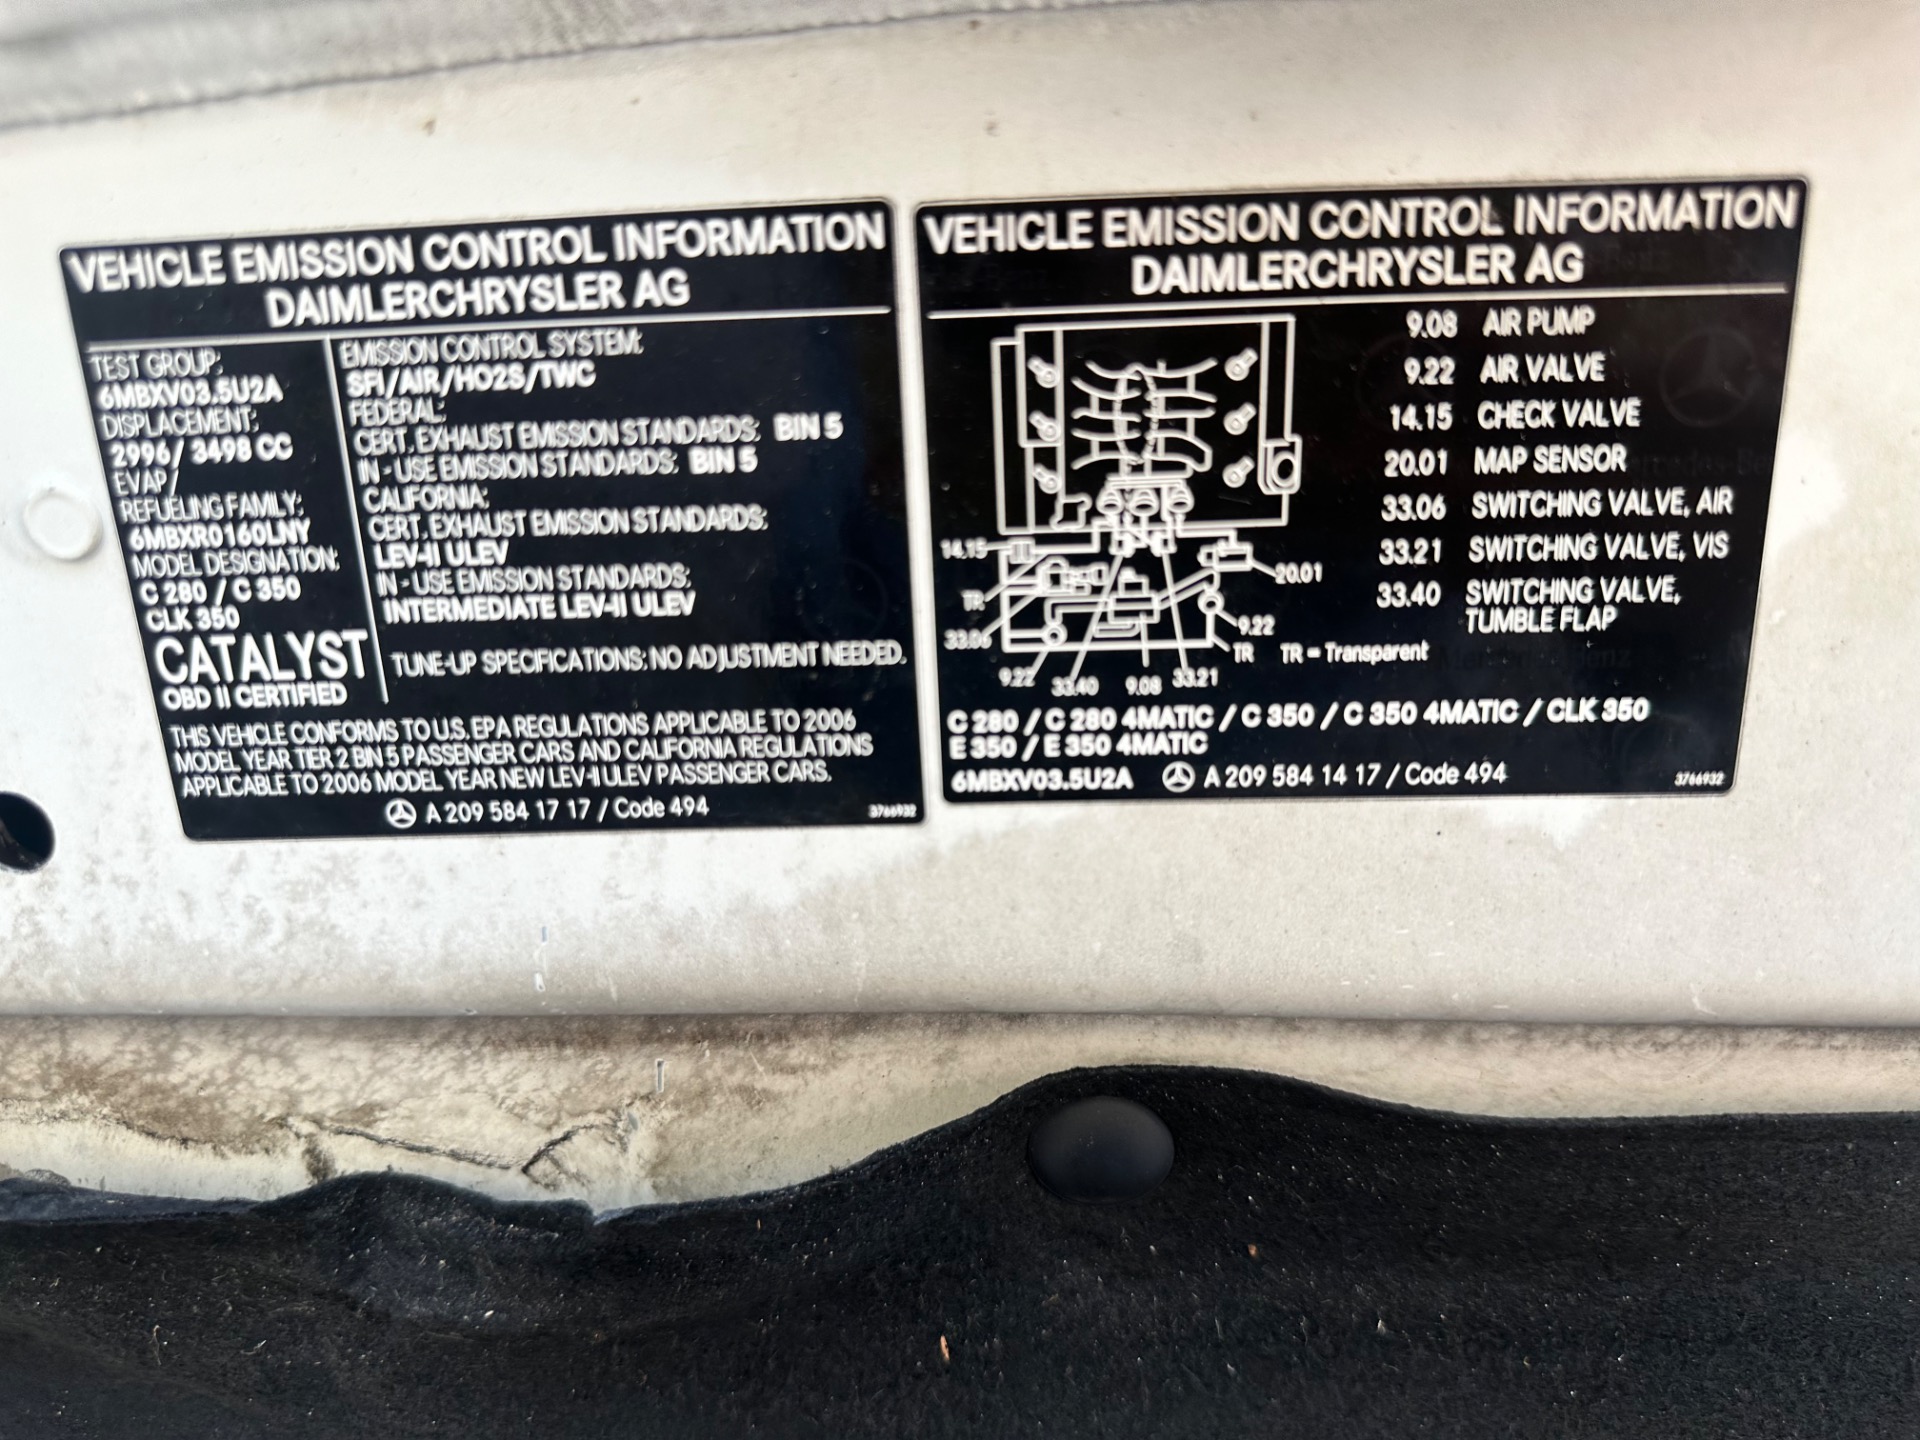 VEHICLE EMISSION CONTROL INFORMATION
DAIMLERCHRYSLER AG
TEST GROUP:
6MBXV03.5U2A
DISPLACEMENT:
2996/ 3498 CC
EVAP/
REFUELING FAMILY:
6MBXR0160LNY
MODEL DESIGNATION:
C 280 / C 350
CLK 350
CATALYST
OBD II CERTIFIED
EMISSION CONTROL SYSTEM:
SFI/AIR/HO2S/TWC
FEDERAL:
CERT. EXHAUST EMISSION STANDARDS: BIN 5
IN - USE EMISSION STANDARDS: BIN 5
CALIFORNIA:
CERT. EXHAUST EMISSION STANDARDS:
LEV-II ULEV
IN - USE EMISSION STANDARDS:
INTERMEDIATE LEV-II ULEV
TUNE-UP SPECIFICATIONS: NO ADJUSTMENT NEEDED.
THIS VEHICLE CONFORMS TO U.S. EPA REGULATIONS APPLICABLE TO 2006
MODEL YEAR TIER 2 BIN 5 PASSENGER CARS AND CALIFORNIA REGULATIONS
APPLICABLE TO 2006 MODEL YEAR NEW LEV-II ULEV PASSENGER CARS.
A 209 584 17 17 / Code 494
3766932
VEHICLE EMISSION CONTROL INFORMATION
DAIMLERCHRYSLER AG
9.08 AIR PUMP
9.22 AIR VALVE
14.15 CHECK VALVE
20.01 MAP SENSOR
33.06 SWITCHING VALVE, AIR
33.21 SWITCHING VALVE, VIS
33.40 SWITCHING VALVE,
TUMBLE FLAP
14.15
20.01
TR
33.06
9.22
TR
TR = Transparent
9.22
33.40
9.08
33.21
C 280 / C 280 4MATIC / C 350 / C 350 4MATIC / CLK 350
E 350 / E 350 4MATIC
6MBXV03.5U2A A 209 584 14 17 / Code 494
3766932